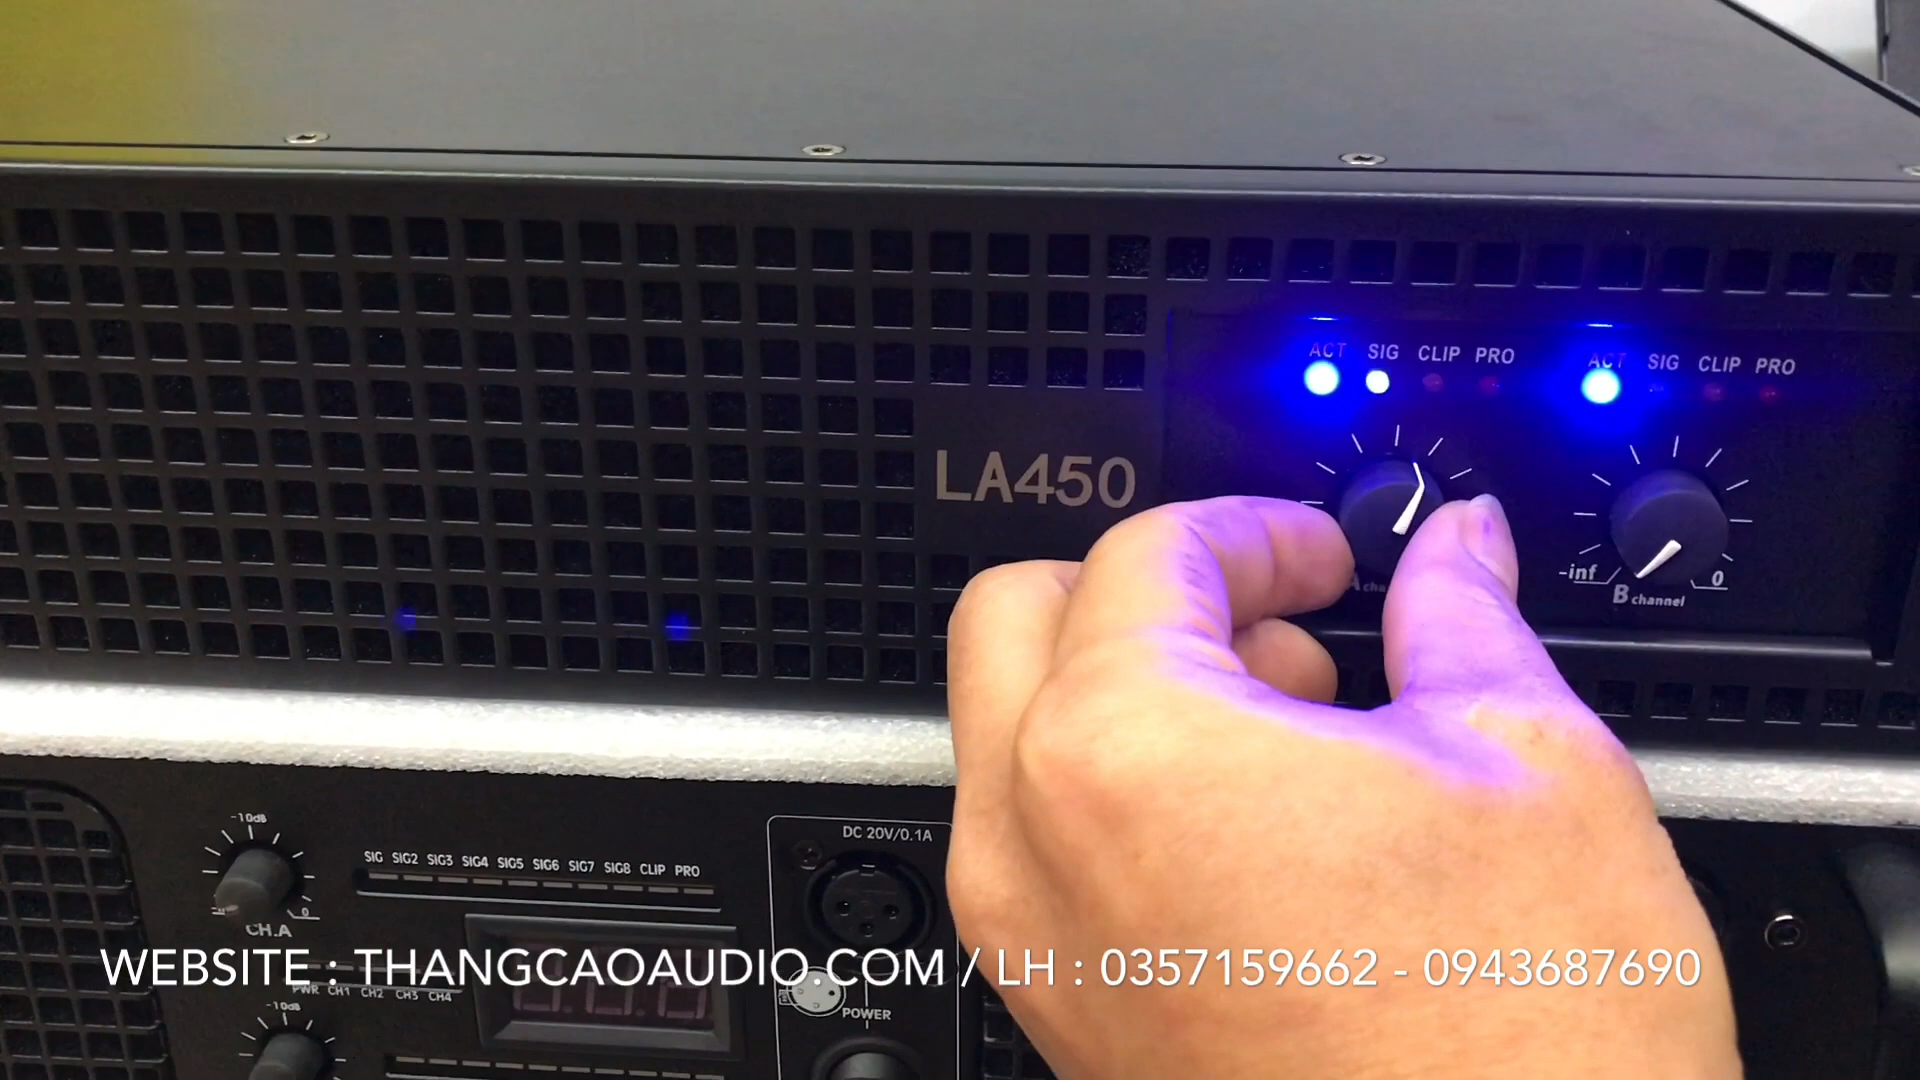 ACT SIG CLIP PRO
ACT SIG CLIP PRO
LA450
-inf
0
B channel
-10dB
DC 20V/0.1A
SIG SIG2 SIG3 SIG4 SIG5 SIG6 SIG7 SIG8 CLIP PRO
0
CH.A
WEBSITE : THANGCAOAUDIO.COM / LH : 0357159662 - 0943687690
PWR CH1 CH2 CH3 CH4
-10dB
POWER